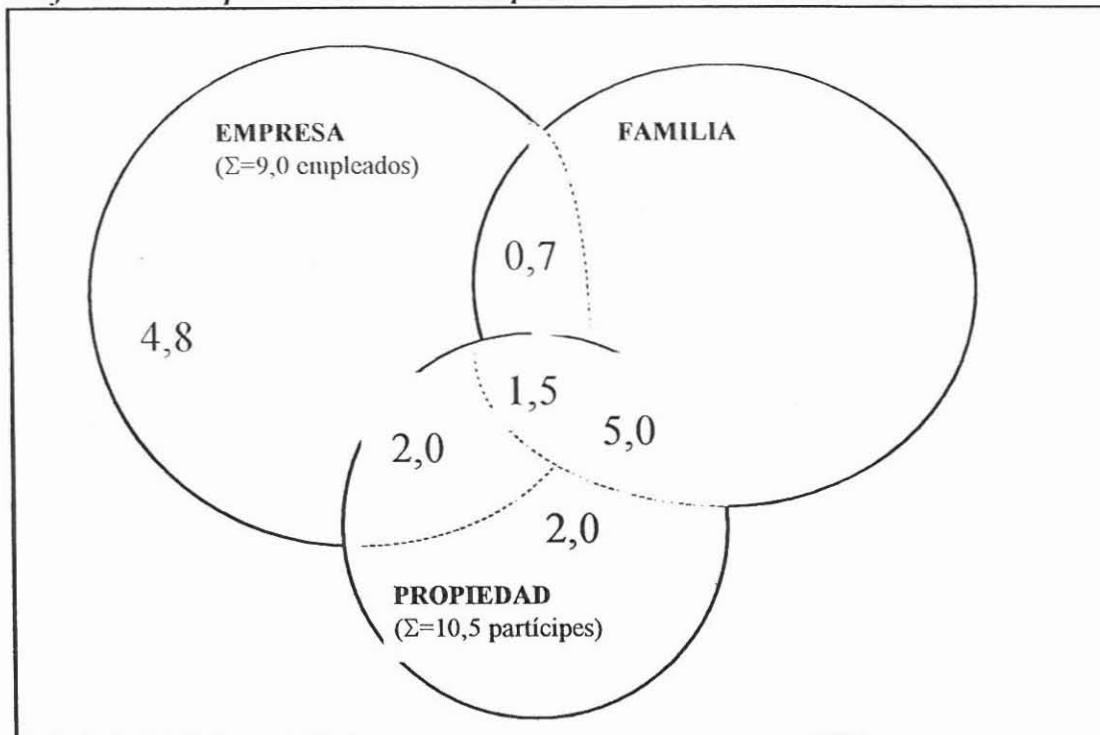 EMPRESA
(Σ=9,0 empleados)
FAMILIA
0,7
4,8
1,5
5,0
2,0
2,0
PROPIEDAD
(Σ=10,5 partícipes)